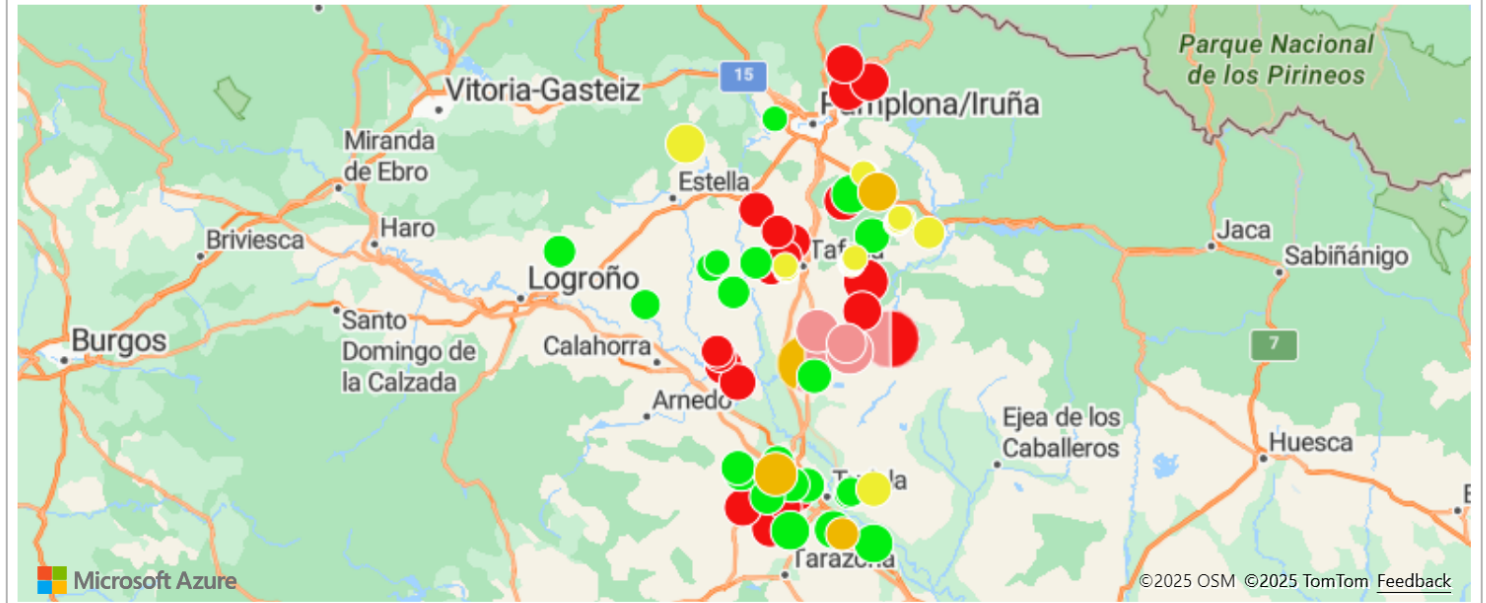 Parque Nacional
de los Pirineos
15
Vitoria-Gasteiz
Pamplona/Iruña
Miranda
de Ebro
Estella
Haro
Briviesca
Jaca
Sabiñánigo
Logroño
Santo
Domingo de
la Calzada
Burgos
Calahorra
7
Arnedo
Ejea de los
Caballeros
Huesca
Tarazona
Microsoft Azure
©2025 OSM ©2025 TomTom Feedback